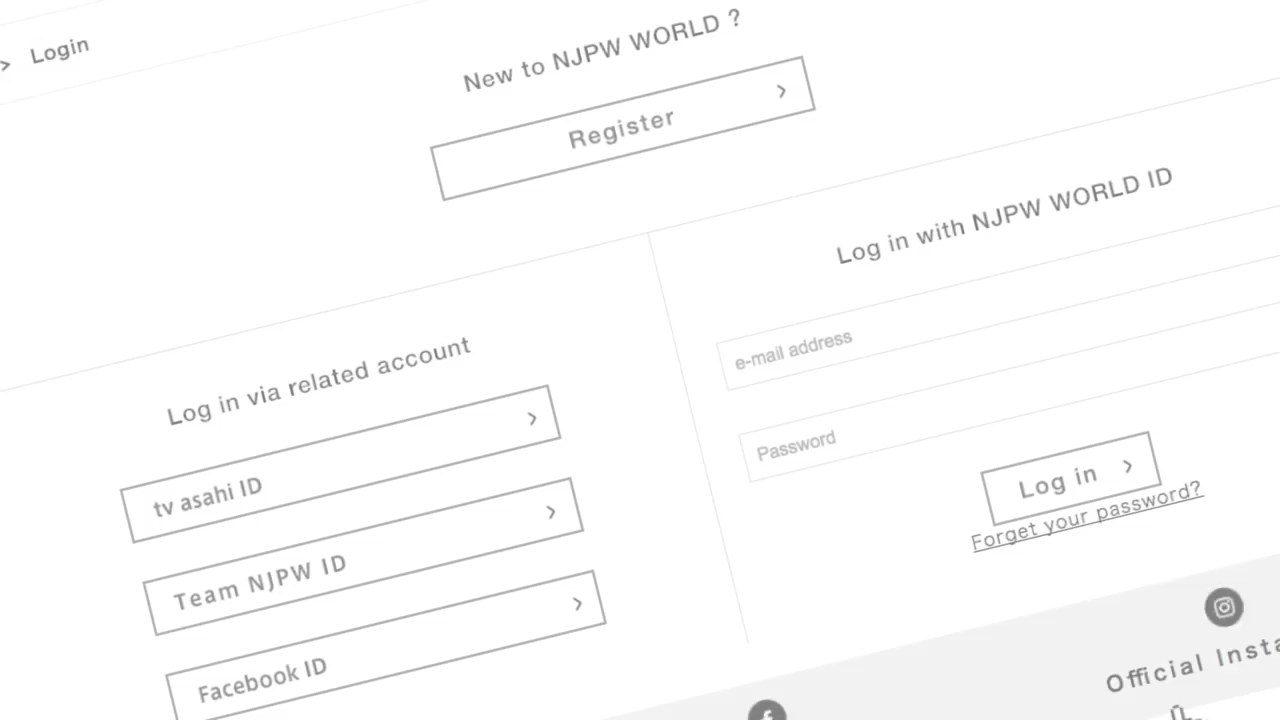 > Login
New to NJPW WORLD ?
Register >
Log in via related account
tv asahi ID >
Team NJPW ID >
Facebook ID >
Log in with NJPW WORLD ID
e-mail address
Password
Log in >
Forget your password?
Official Insta